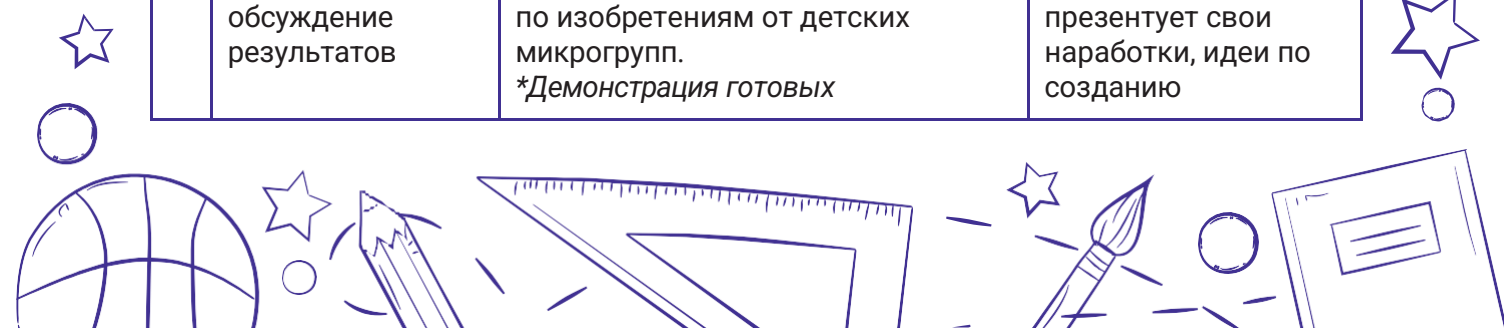 обсуждение
результатов
по изобретениям от детских
микрогрупп.
*Демонстрация готовых
презентует свои
наработки, идеи по
созданию